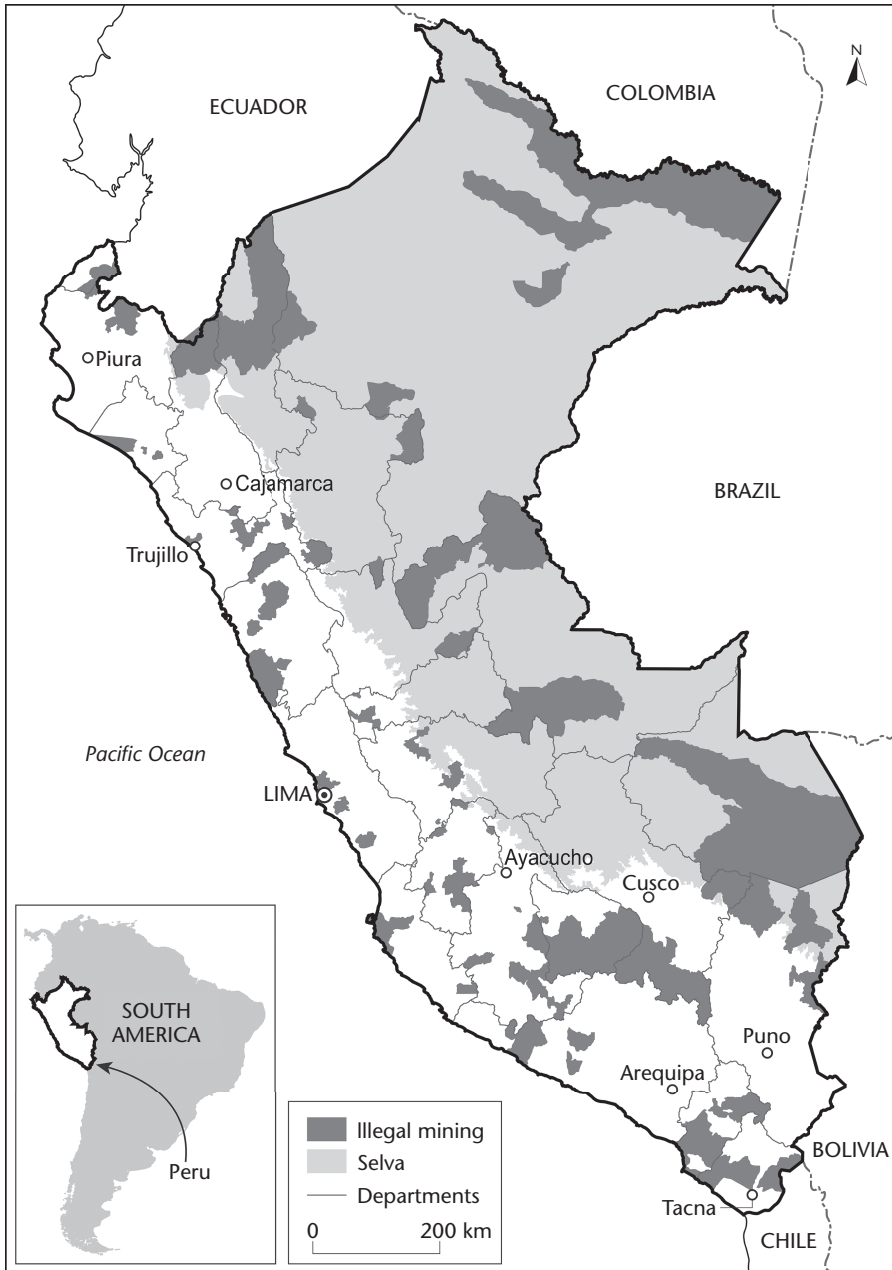 N
ECUADOR
COLOMBIA
Piura
Cajamarca
BRAZIL
Trujillo
Pacific Ocean
LIMA
Ayacucho
Cusco
SOUTH
AMERICA
Puno
Arequipa
Illegal mining
Selva
Departments
0 200 km
Peru
BOLIVIA
Tacna
CHILE